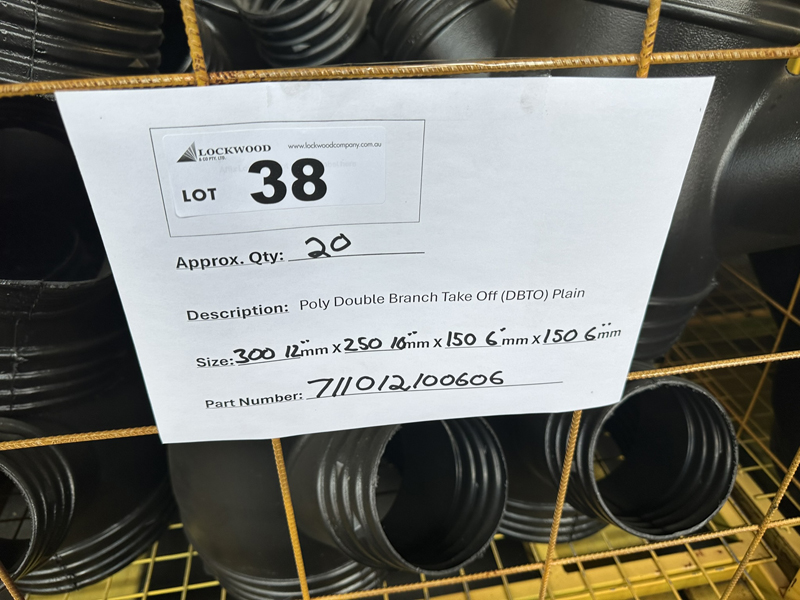 LOCKWOOD www.lockwoodcompany.com.au
& CO PTY. LTD.
LOT 38
Approx. Qty: 20
Description: Poly Double Branch Take Off (DBTO) Plain
Size: 300 12"mm x 250 10"mm x 150 6"mm x 150 6"mm
Part Number: 711012100606